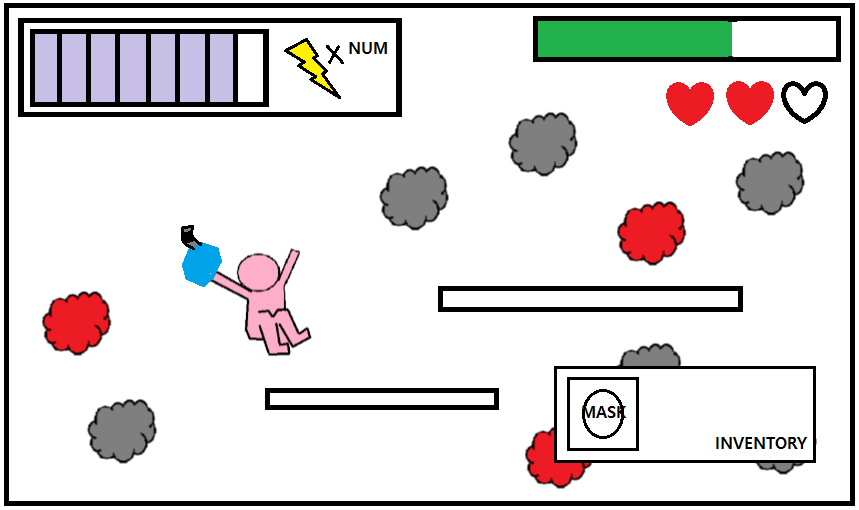 X NUM
MASK
INVENTORY